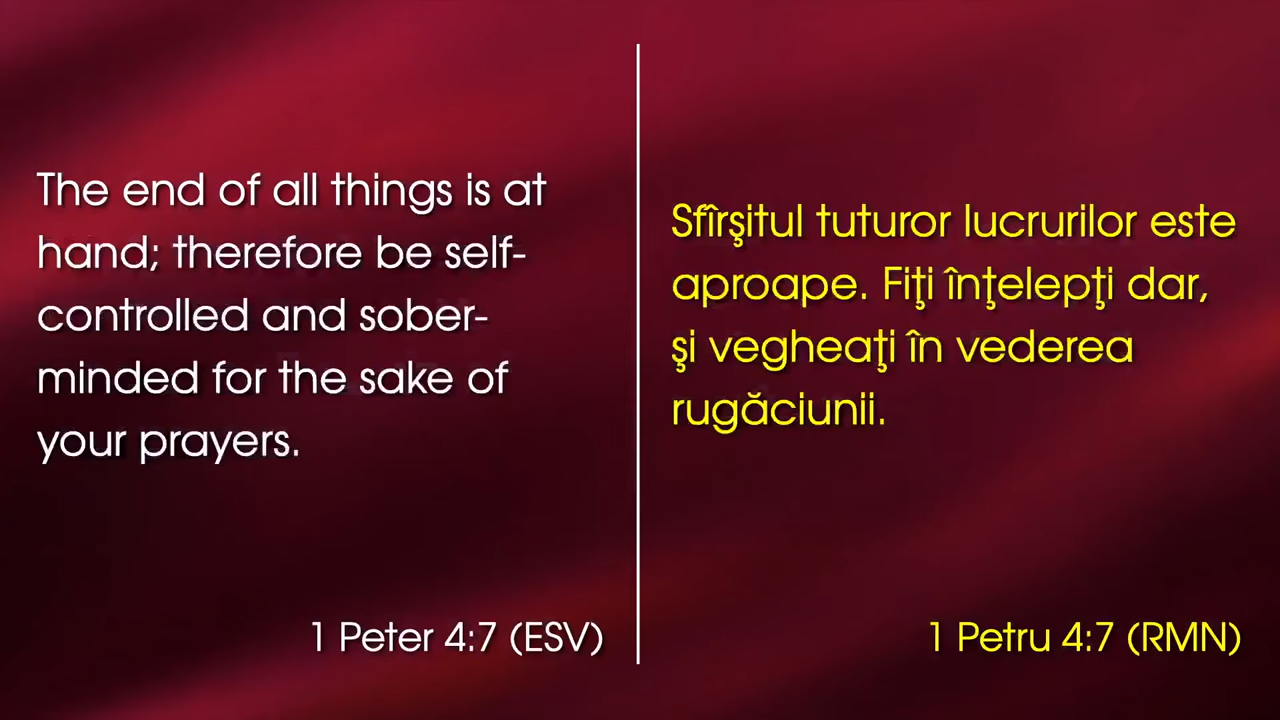 The end of all things is at
hand; therefore be self-
controlled and sober-
minded for the sake of
your prayers.
1 Peter 4:7 (ESV)
Sfîrşitul tuturor lucrurilor este
aproape. Fiţi înţelepţi dar,
şi vegheaţi în vederea
rugăciunii.
1 Petru 4:7 (RMN)